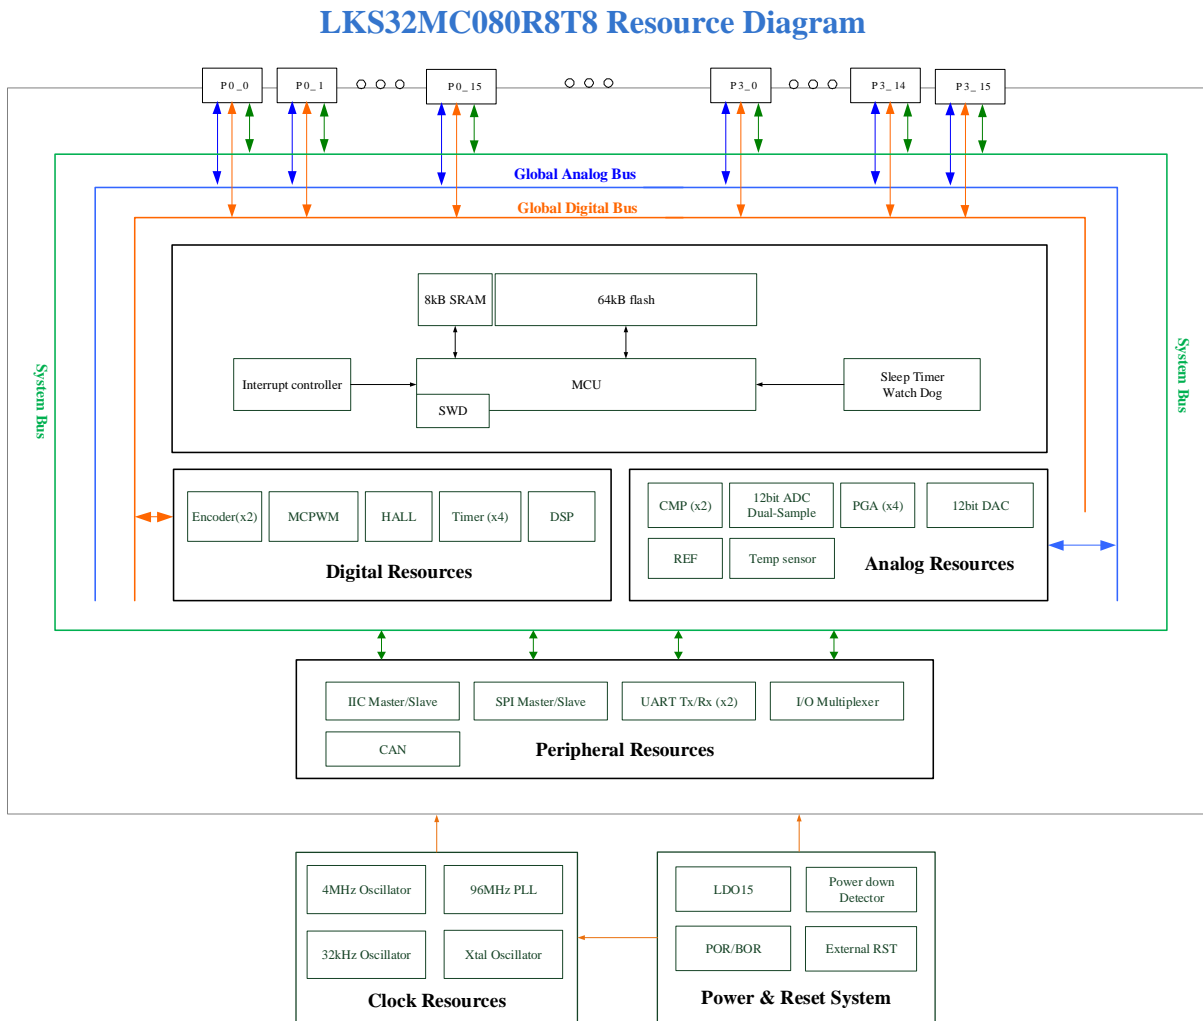 LKS32MC080R8T8 Resource Diagram
P0_0
P0_1
P0_15
P3_0
P3_14
P3_15
Global Analog Bus
Global Digital Bus
System Bus
System Bus
8kB SRAM
64kB flash
Interrupt controller
MCU
SWD
Sleep Timer
Watch Dog
Encoder(x2)
MCPWM
HALL
Timer (x4)
DSP
Digital Resources
CMP (x2)
12bit ADC
Dual-Sample
PGA (x4)
12bit DAC
REF
Temp sensor
Analog Resources
IIC Master/Slave
SPI Master/Slave
UART Tx/Rx (x2)
I/O Multiplexer
CAN
Peripheral Resources
4MHz Oscillator
96MHz PLL
32kHz Oscillator
Xtal Oscillator
Clock Resources
LDO15
Power down
Detector
POR/BOR
External RST
Power & Reset System